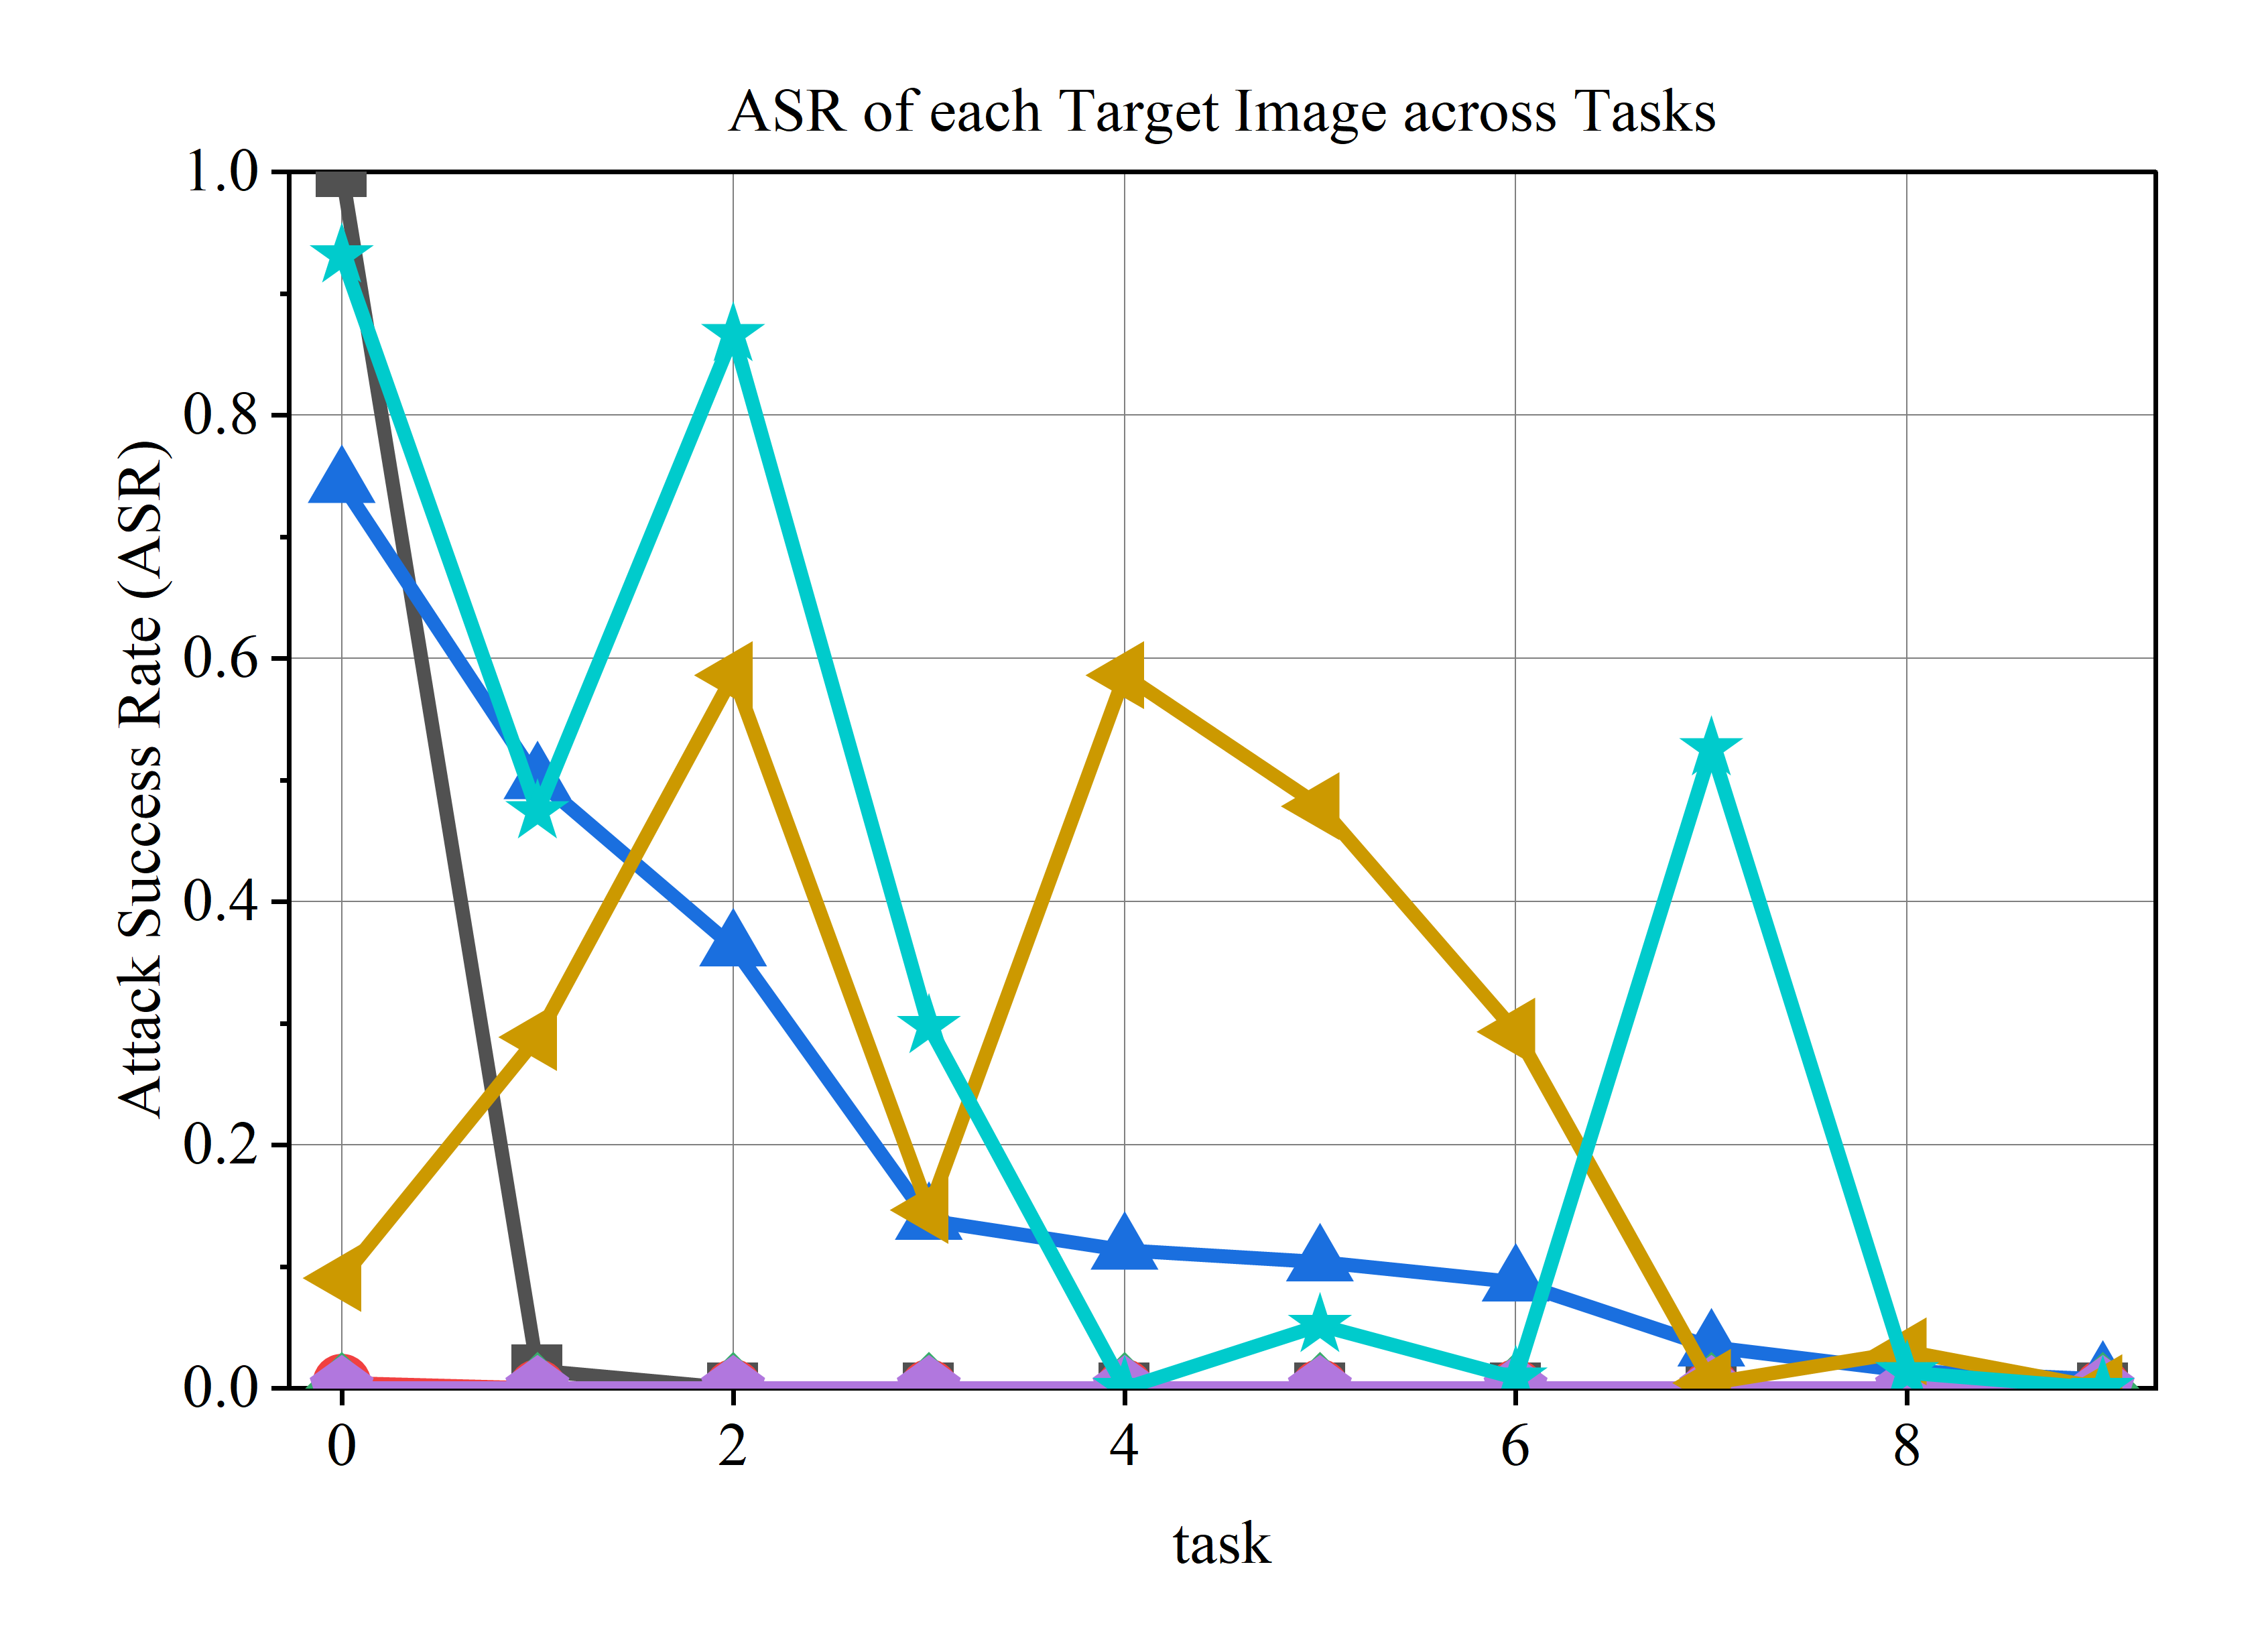 ASR of each Target Image across Tasks
1.0
0.8
0.6
0.4
0.2
0.0
Attack Success Rate (ASR)
0 2 4 6 8
task